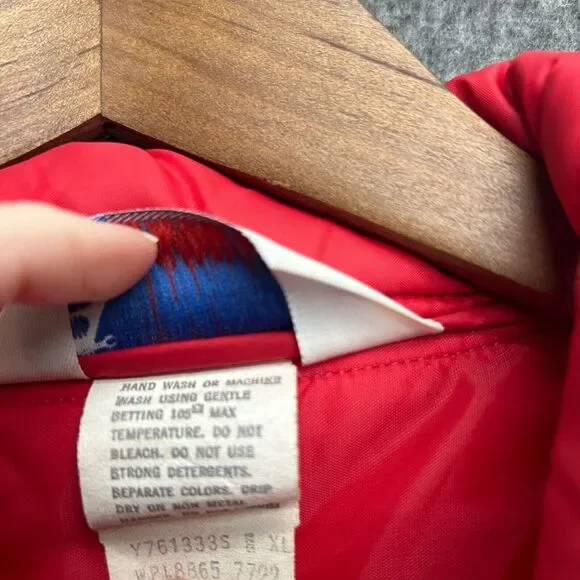 HAND WASH OR MACHINE
WASH USING GENTLE
SETTING 105 MAX
TEMPERATURE. DO NOT
BLEACH. DO NOT USE
STRONG DETERGENTS.
SEPARATE COLORS. DRIP
DRY ON NON METAL
Y761333S XL
WPL8865 7799